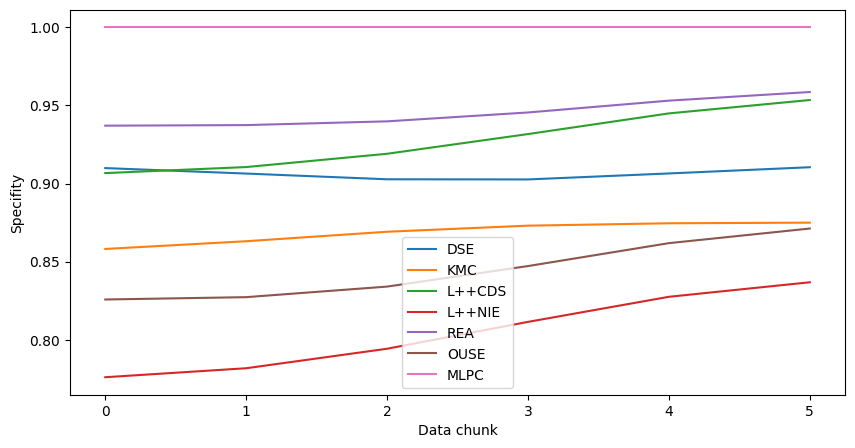 1.00
0.95
0.90
0.85
0.80
Specifity
0 1 2 3 4 5
Data chunk
DSE
KMC
L++CDS
L++NIE
REA
OUSE
MLPC